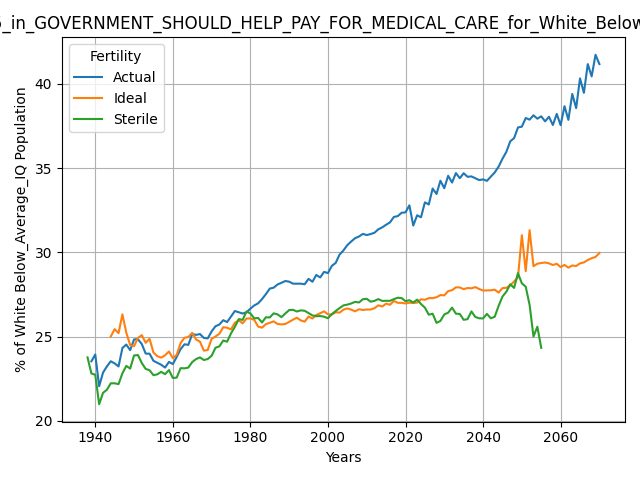 _in_GOVERNMENT_SHOULD_HELP_PAY_FOR_MEDICAL_CARE_for_White_Below
Fertility
Actual
Ideal
Sterile
% of White Below_Average_IQ Population
40
35
30
25
20
1940
1960
1980
2000
2020
2040
2060
Years